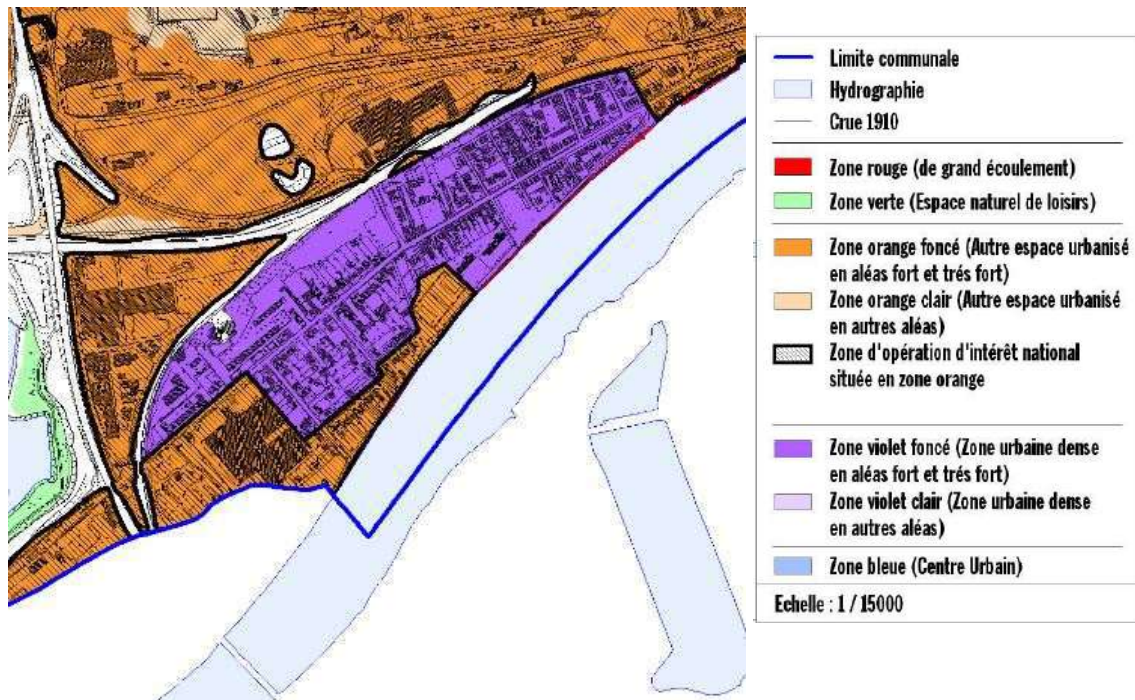 Limite communale
Hydrographie
Crue 1910
Zone rouge (de grand écoulement)
Zone verte (Espace naturel de loisirs)
Zone orange foncé (Autre espace urbanisé
en aléas fort et trés fort)
Zone orange clair (Autre espace urbanisé
en autres aléas)
Zone d'opération d'intérêt national
située en zone orange
Zone violet foncé (Zone urbaine dense
en aléas fort et trés fort)
Zone violet clair (Zone urbaine dense
en autres aléas)
Zone bleue (Centre Urbain)
Echelle : 1 / 15000